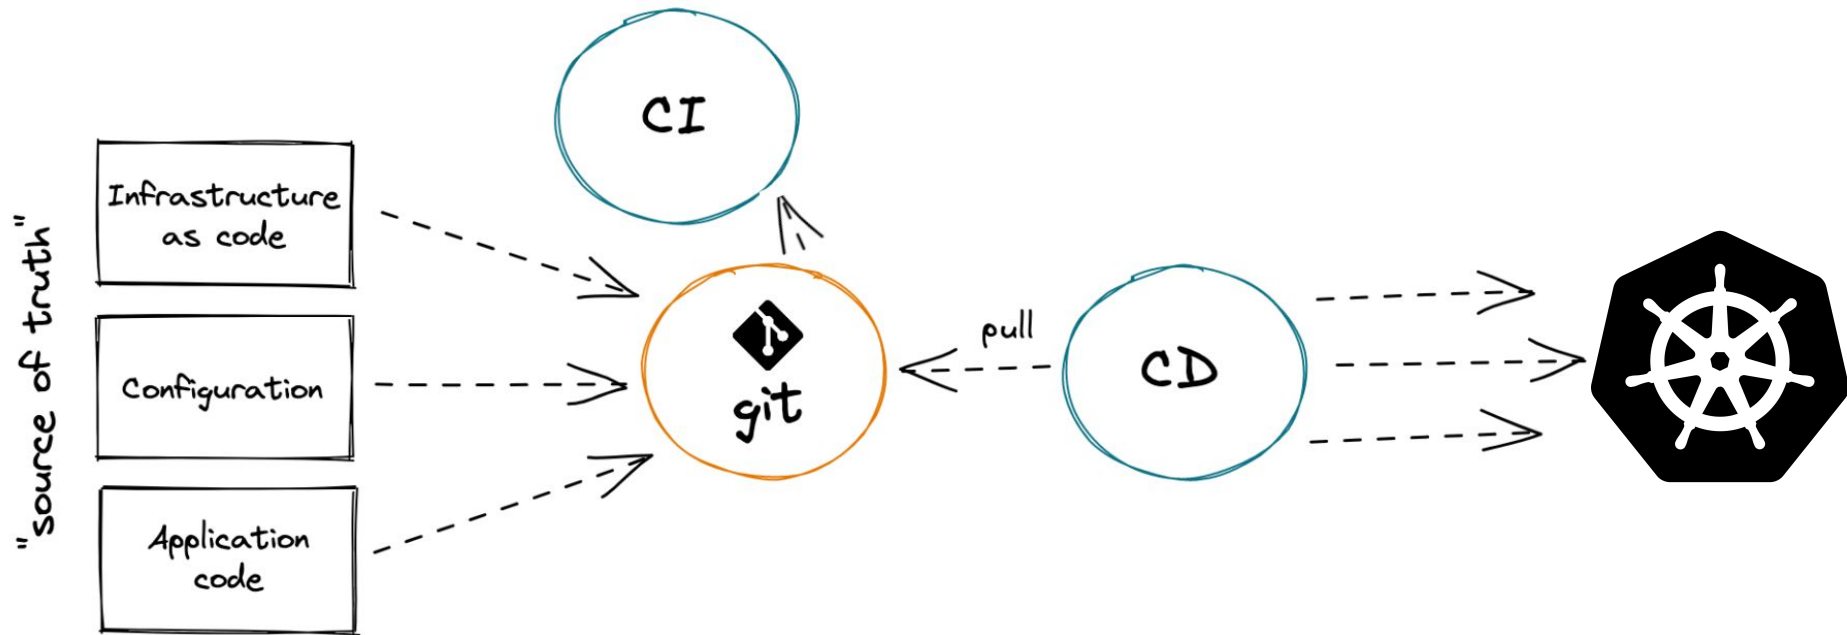 "source of truth"
Infrastructure
as code
Configuration
Application
code
CI
git
pull
CD